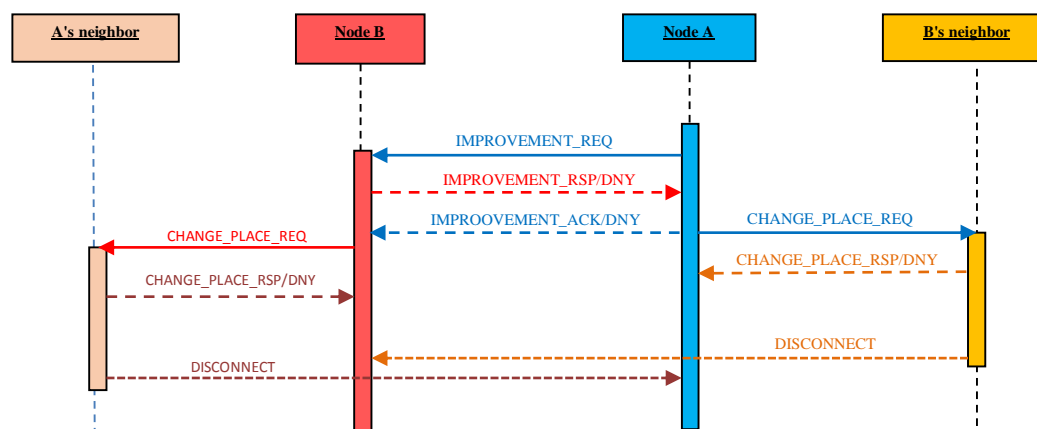 A's neighbor
Node B
Node A
B's neighbor
IMPROVEMENT_REQ
IMPROVEMENT_RSP/DNY
IMPROOVEMENT_ACK/DNY
CHANGE_PLACE_REQ
CHANGE_PLACE_REQ
CHANGE_PLACE_RSP/DNY
CHANGE_PLACE_RSP/DNY
DISCONNECT
DISCONNECT